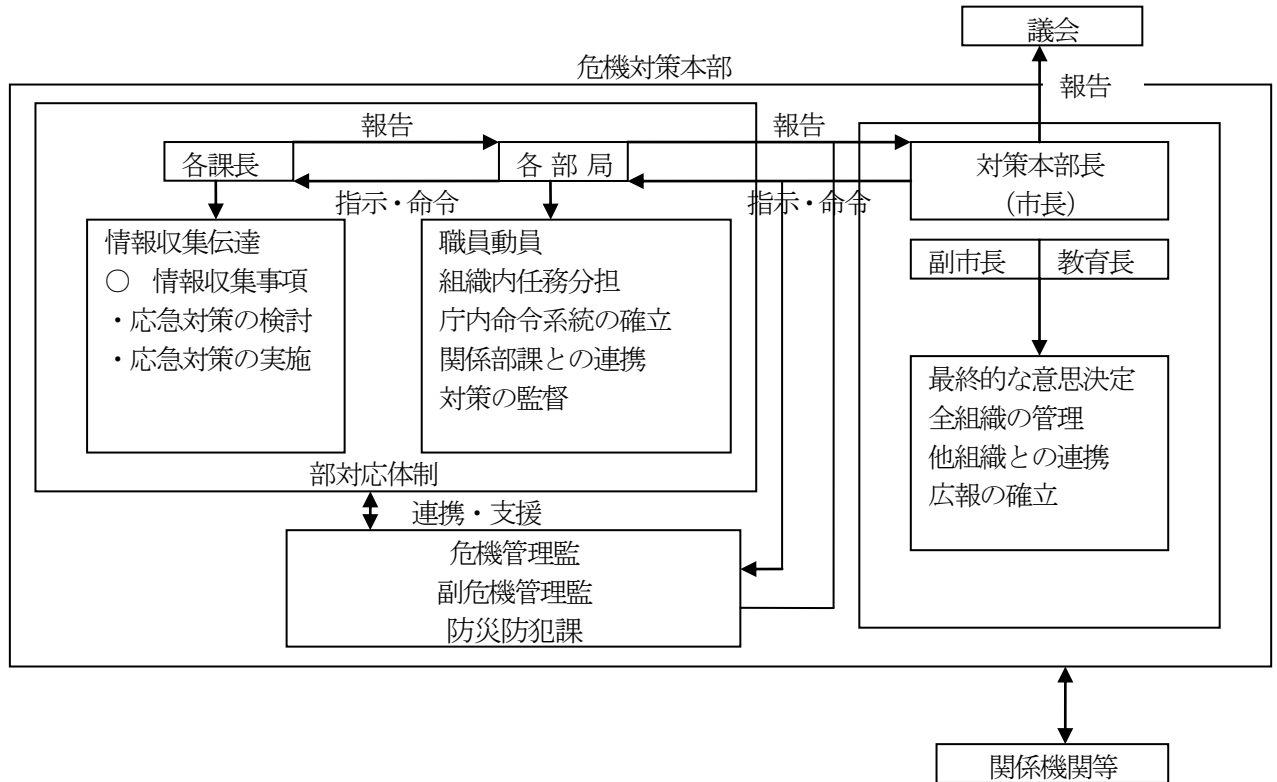 議会
危機対策本部
報告
報告
報告
各課長
各 部 局
対策本部長
（市長）
指示・命令
指示・命令
情報収集伝達
○　情報収集事項
・応急対策の検討
・応急対策の実施
職員動員
組織内任務分担
庁内命令系統の確立
関係部課との連携
対策の監督
副市長
教育長
最終的な意思決定
全組織の管理
他組織との連携
広報の確立
部対応体制
連携・支援
危機管理監
副危機管理監
防災防犯課
関係機関等